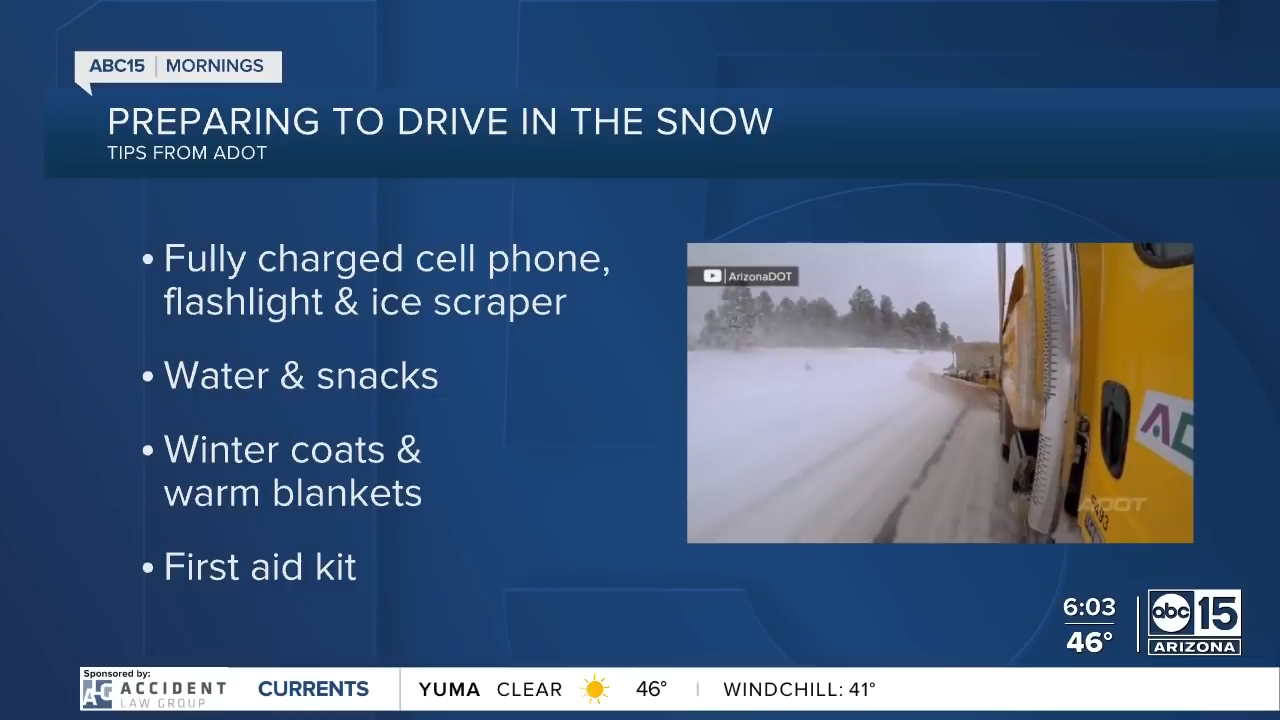 ABC15 | MORNINGS
PREPARING TO DRIVE IN THE SNOW
TIPS FROM ADOT
• Fully charged cell phone,
flashlight & ice scraper
• Water & snacks
• Winter coats &
warm blankets
• First aid kit
ArizonaDOT
AD
ADOT
6:03
46°
abc 15
ARIZONA
Sponsored by:
ACCIDENT
LAW GROUP
CURRENTS
YUMA CLEAR 46° | WINDCHILL: 41°